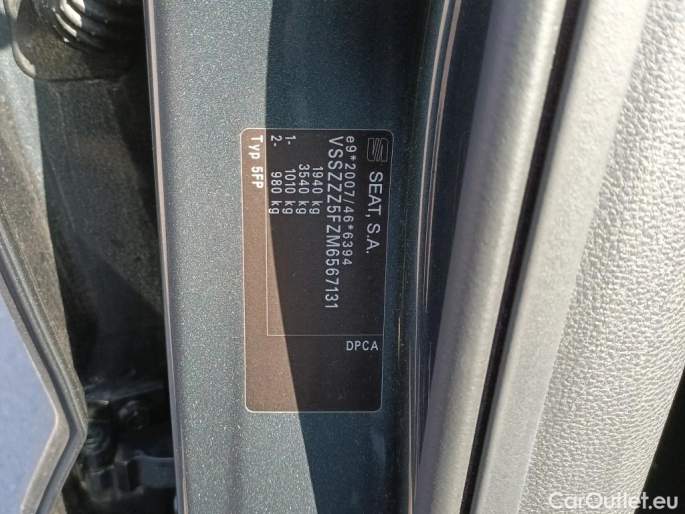 SEAT, S.A.
e9*2007/46*6394
VSSZZZ5FZM6567131
1940 kg
3540 kg
1- 1010 kg
2- 980 kg
Typ 5FP
DPCA
CarOutlet.eu